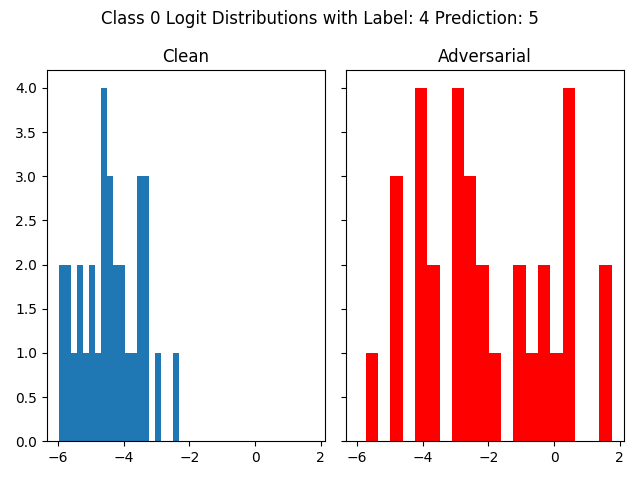 Class 0 Logit Distributions with Label: 4 Prediction: 5
Clean
Adversarial
4.0
3.5
3.0
2.5
2.0
1.5
1.0
0.5
0.0
−6 −4 −2 0 2
−6 −4 −2 0 2